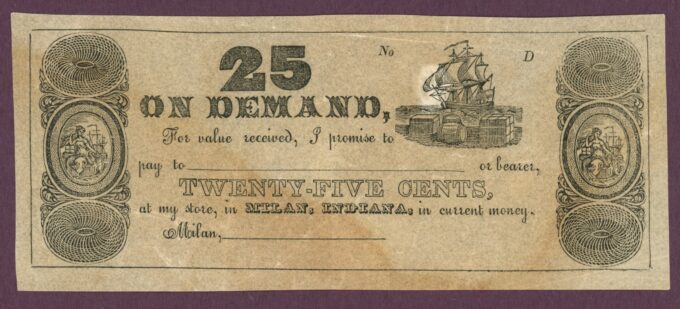 25 No D
ON DEMAND,
For value received, I promise to
pay to or bearer,
TWENTY-FIVE CENTS,
at my store, in MILAN, INDIANA, in current money.
Milan,